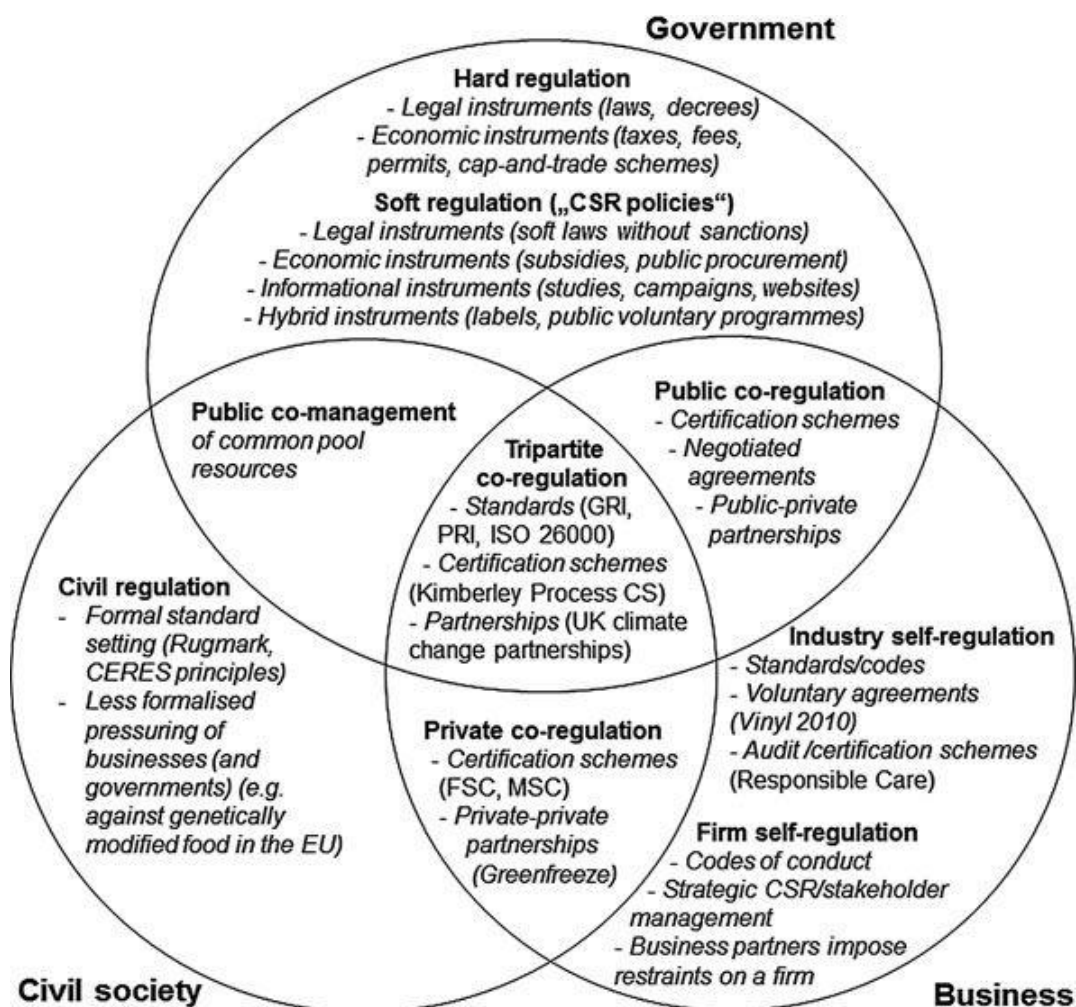 Government
Hard regulation
- Legal instruments (laws, decrees)
- Economic instruments (taxes, fees,
permits, cap-and-trade schemes)
Soft regulation („CSR policies“)
- Legal instruments (soft laws without sanctions)
- Economic instruments (subsidies, public procurement)
- Informational instruments (studies, campaigns, websites)
- Hybrid instruments (labels, public voluntary programmes)
Public co-management
of common pool
resources
Tripartite
co-regulation
- Standards (GRI,
PRI, ISO 26000)
- Certification schemes
(Kimberley Process CS)
- Partnerships (UK climate
change partnerships)
Public co-regulation
- Certification schemes
- Negotiated
agreements
- Public-private
partnerships
Civil regulation
- Formal standard
setting (Rugmark,
CERES principles)
- Less formalised
pressuring of
businesses (and
governments) (e.g.
against genetically
modified food in the EU)
Private co-regulation
- Certification schemes
(FSC, MSC)
- Private-private
partnerships
(Greenfreeze)
Industry self-regulation
- Standards/codes
- Voluntary agreements
(Vinyl 2010)
- Audit/certification schemes
(Responsible Care)
Firm self-regulation
- Codes of conduct
- Strategic CSR/stakeholder
management
- Business partners impose
restraints on a firm
Civil society
Business